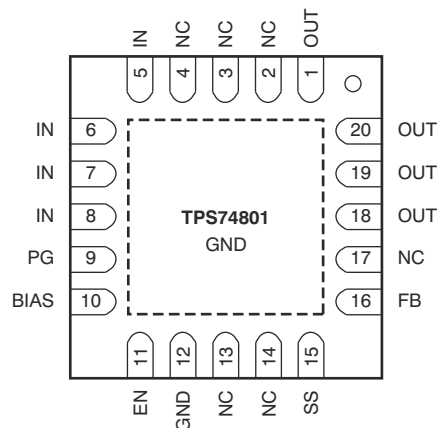 IN NC NC NC OUT
5 4 3 2 1
IN 6 20 OUT
IN 7 19 OUT
IN 8 TPS74801 18 OUT
GND
PG 9 17 NC
BIAS 10 16 FB
11 12 13 14 15
EN GND NC NC SS